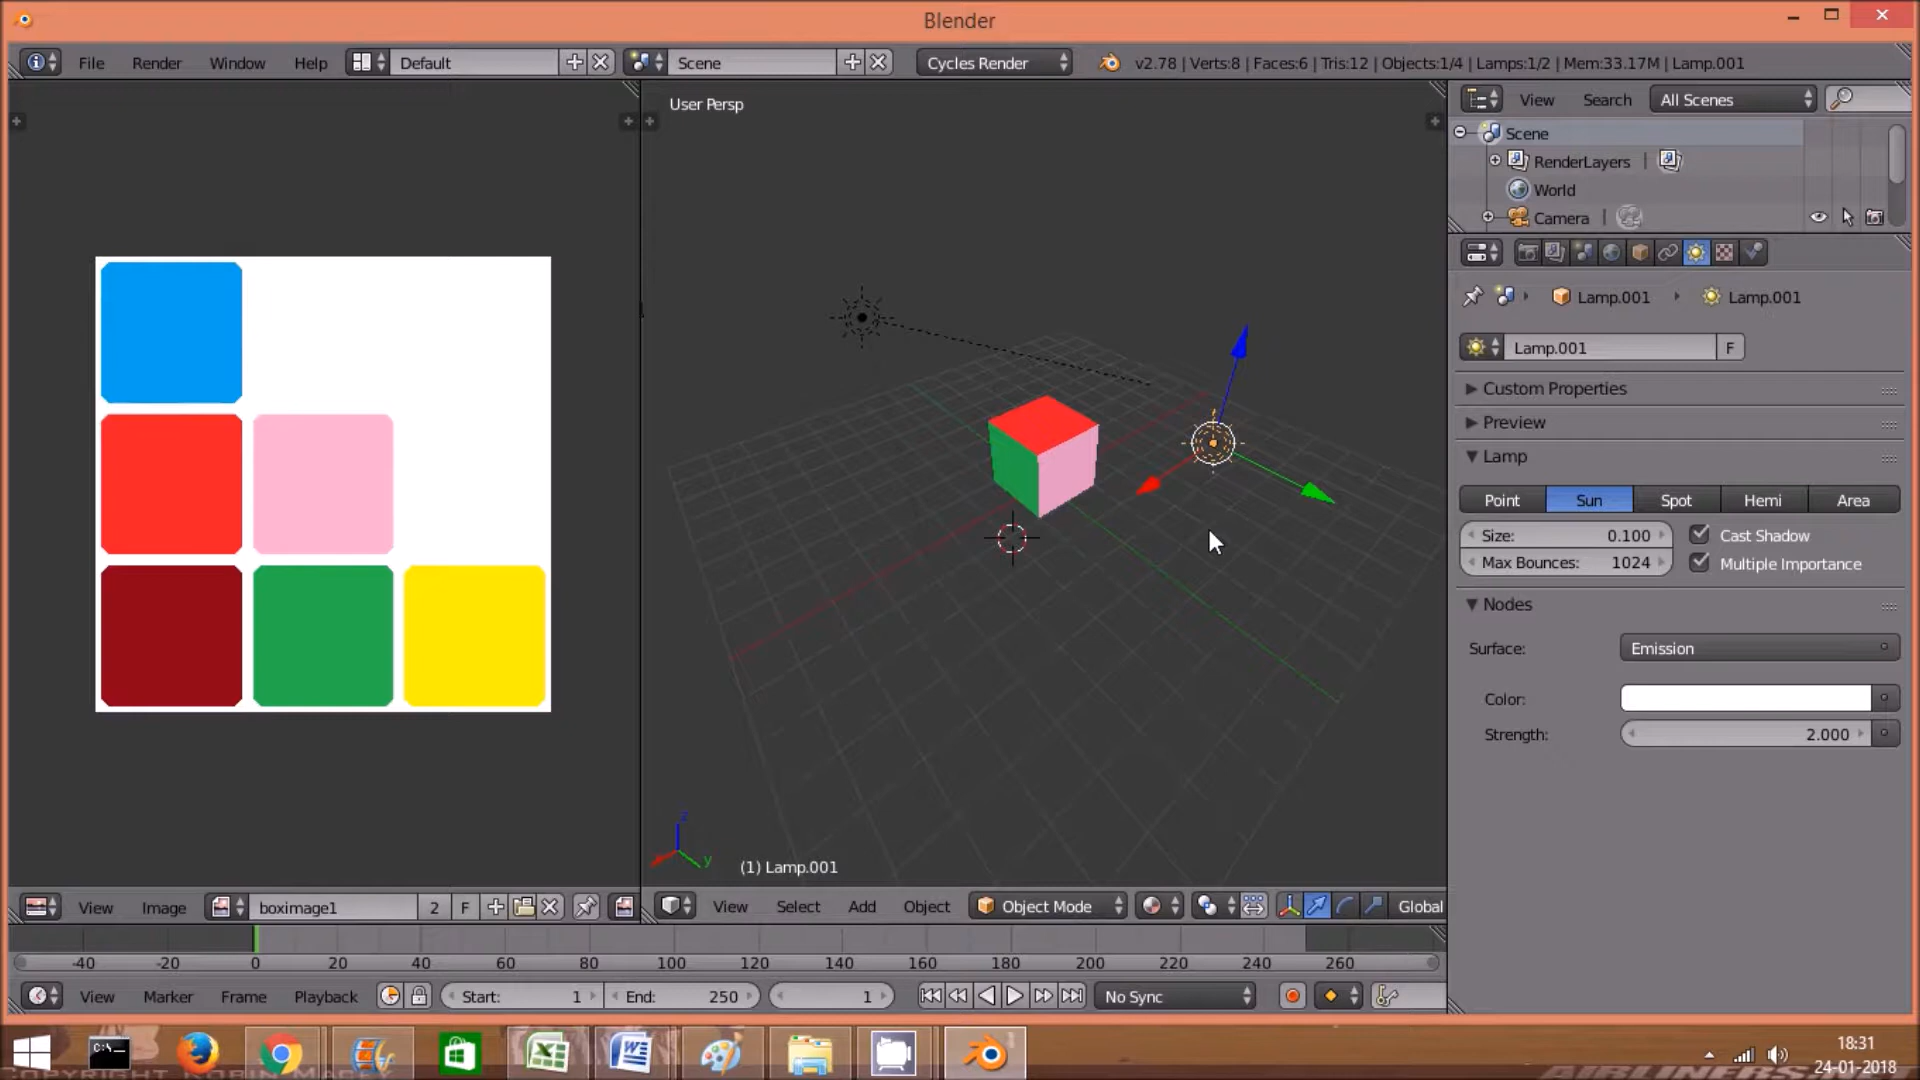 Blender
File Render Window Help Default Scene Cycles Render v2.78 | Verts:8 | Faces:6 | Tris:12 | Objects:1/4 | Lamps:1/2 | Mem:33.17M | Lamp.001
User Persp
View Search All Scenes
Scene
RenderLayers
World
Camera
Lamp.001 Lamp.001
Lamp.001 F
Custom Properties
Preview
Lamp
Point Sun Spot Hemi Area
Size: 0.100 Cast Shadow
Max Bounces: 1024 Multiple Importance
Nodes
Surface: Emission
Color:
Strength: 2.000
z
y
(1) Lamp.001
View Image boximage1 2 F View Select Add Object Object Mode Global
-40 -20 0 20 40 60 80 100 120 140 160 180 200 220 240 260
View Marker Frame Playback Start: 1 End: 250 1 No Sync
C:\._
18:31
24-01-2018